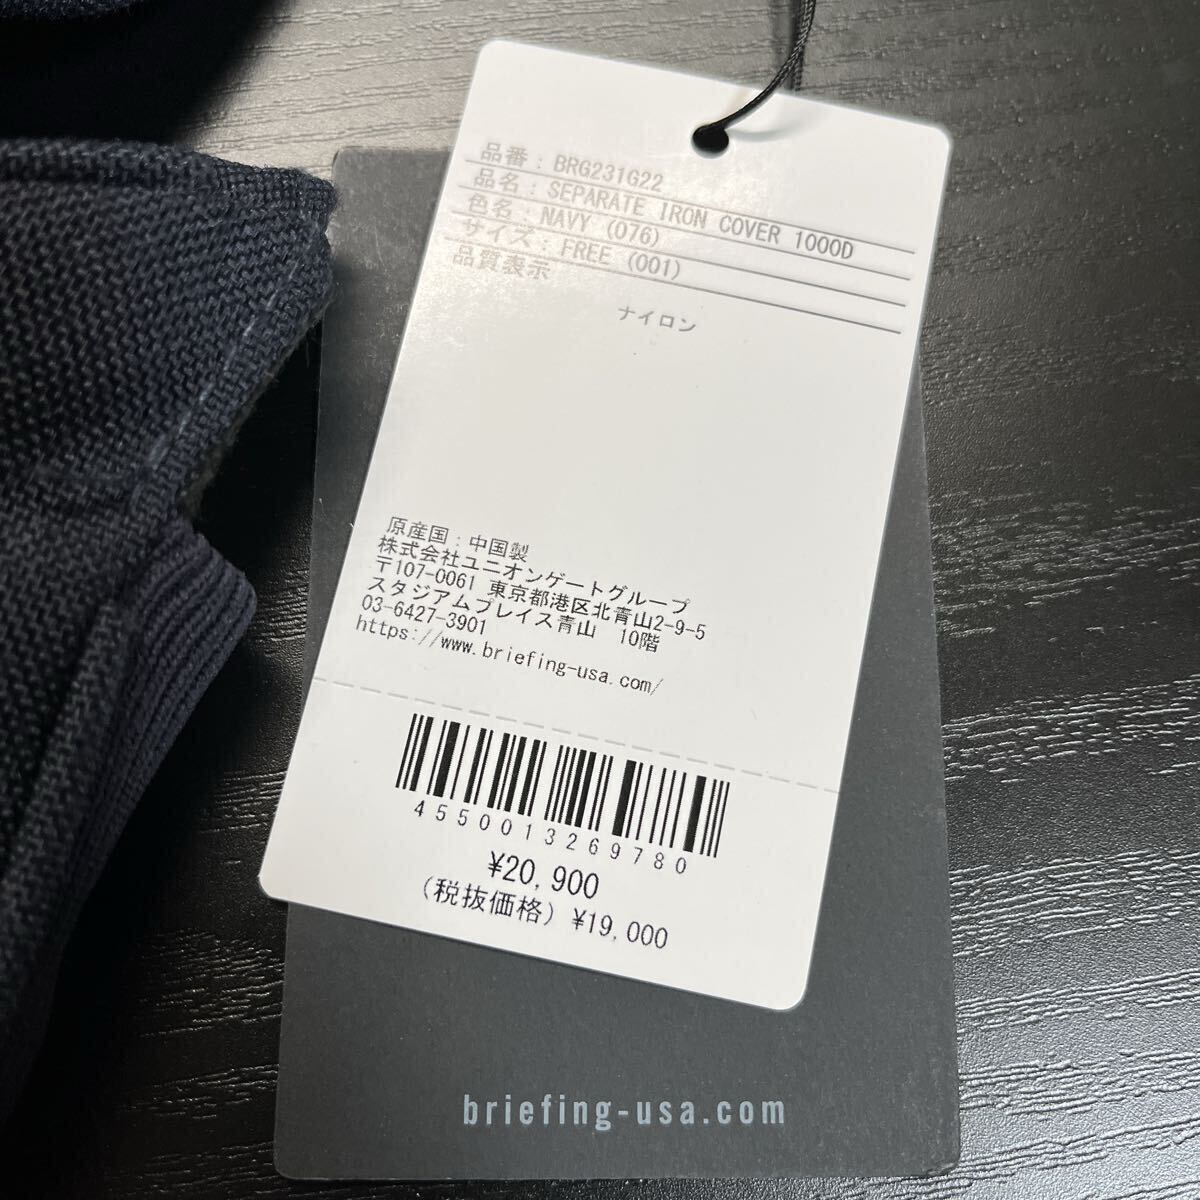 品番：BRG231G22
品名：SEPARATE IRON COVER 1000D
色名：NAVY (076)
サイズ：FREE (001)
品質表示
ナイロン
原産国：中国製
株式会社ユニオンゲートグループ
〒107-0061 東京都港区北青山2-9-5
スタジアムプレイス青山 10階
03-6427-3901
https://www.briefing-usa.com/
4550013269780
¥20,900
(税抜価格) ¥19,000
briefing-usa.com